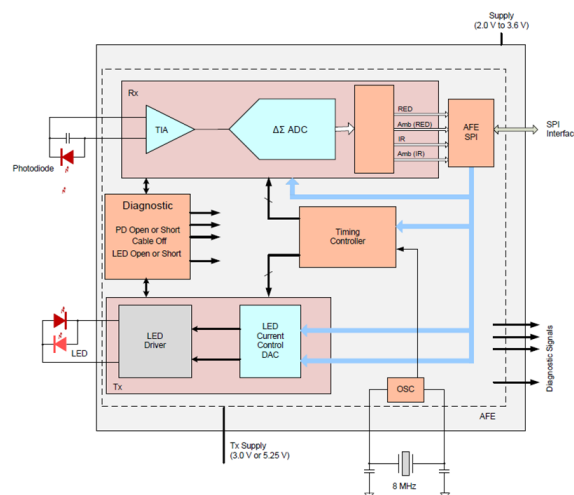 Supply
(2.0 V to 3.6 V)
Rx
TIA
ΔΣ ADC
RED
Amb (RED)
IR
Amb (IR)
AFE
SPI
SPI
Interfac
Photodiode
Diagnostic
PD Open or Short
Cable Off
LED Open or Short
Timing
Controller
LED
LED
Driver
LED
Current
Control
DAC
Tx
OSC
Diagnostic Signals
AFE
Tx Supply
(3.0 V or 5.25 V)
8 MHz